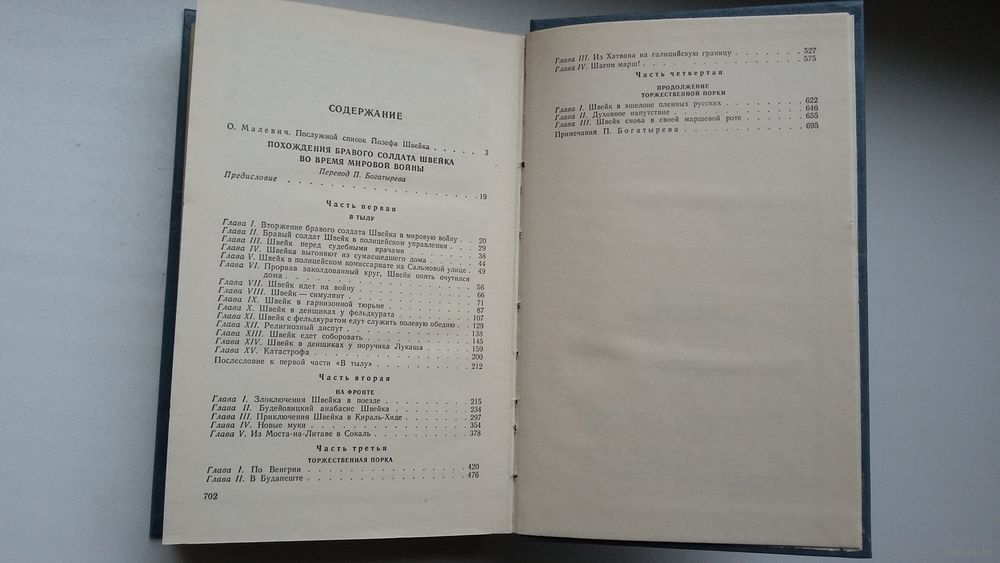 СОДЕРЖАНИЕ
О. Малевич. Послужной список Йозефа Швейка . . . . . 3
ПОХОЖДЕНИЯ БРАВОГО СОЛДАТА ШВЕЙКА
ВО ВРЕМЯ МИРОВОЙ ВОЙНЫ
Перевод П. Богатырева
Предисловие . . . . . . . . . . . . . . . . . . . 19
Часть первая
В ТЫЛУ
Глава I. Вторжение бравого солдата Швейка в мировую войну . . 20
Глава II. Бравый солдат Швейк в полицейском управлении . . . 29
Глава III. Швейк перед судебными врачами . . . . . . . 38
Глава IV. Швейка выгоняют из сумасшедшего дома . . . . . 44
Глава V. Швейк в полицейском комиссариате на Сальмовой улице . 49
Глава VI. Прорвав заколдованный круг, Швейк опять очутился
дома . . . . . . . . . . . . . . . . . . . 56
Глава VII. Швейк идет на войну . . . . . . . . . . . 66
Глава VIII. Швейк — симулянт . . . . . . . . . . . . 71
Глава IX. Швейк в гарнизонной тюрьме . . . . . . . . . 87
Глава X. Швейк в денщиках у фельдкурата . . . . . . . . 107
Глава XI. Швейк с фельдкуратом едут служить полевую обедню . 129
Глава XII. Религиозный диспут . . . . . . . . . . . . 138
Глава XIII. Швейк едет соборовать . . . . . . . . . . . 145
Глава XIV. Швейк в денщиках у поручика Лукаша . . . . . 159
Глава XV. Катастрофа . . . . . . . . . . . . . . . 200
Послесловие к первой части «В тылу» . . . . . . . . . . 212
Часть вторая
НА ФРОНТЕ
Глава I. Злоключения Швейка в поезде . . . . . . . . . 215
Глава II. Будейовицкий анабасис Швейка . . . . . . . . 234
Глава III. Приключения Швейка в Кираль-Хиде . . . . . . . 297
Глава IV. Новые муки . . . . . . . . . . . . . . . 354
Глава V. Из Моста-на-Литаве в Сокаль . . . . . . . . . 378
Часть третья
ТОРЖЕСТВЕННАЯ ПОРКА
Глава I. По Венгрии . . . . . . . . . . . . . . . . 420
Глава II. В Будапеште . . . . . . . . . . . . . . . 476
702
Глава III. Из Хатвана на галицийскую границу . . . . . . . 527
Глава IV. Шагом марш! . . . . . . . . . . . . . . . 575
Часть четвертая
ПРОДОЛЖЕНИЕ
ТОРЖЕСТВЕННОЙ ПОРКИ
Глава I. Швейк в эшелоне пленных русских . . . . . . . . 622
Глава II. Духовное напутствие . . . . . . . . . . . . 646
Глава III. Швейк снова в своей маршевой роте . . . . . . . 655
Примечания П. Богатырева . . . . . . . . . . . . . 695